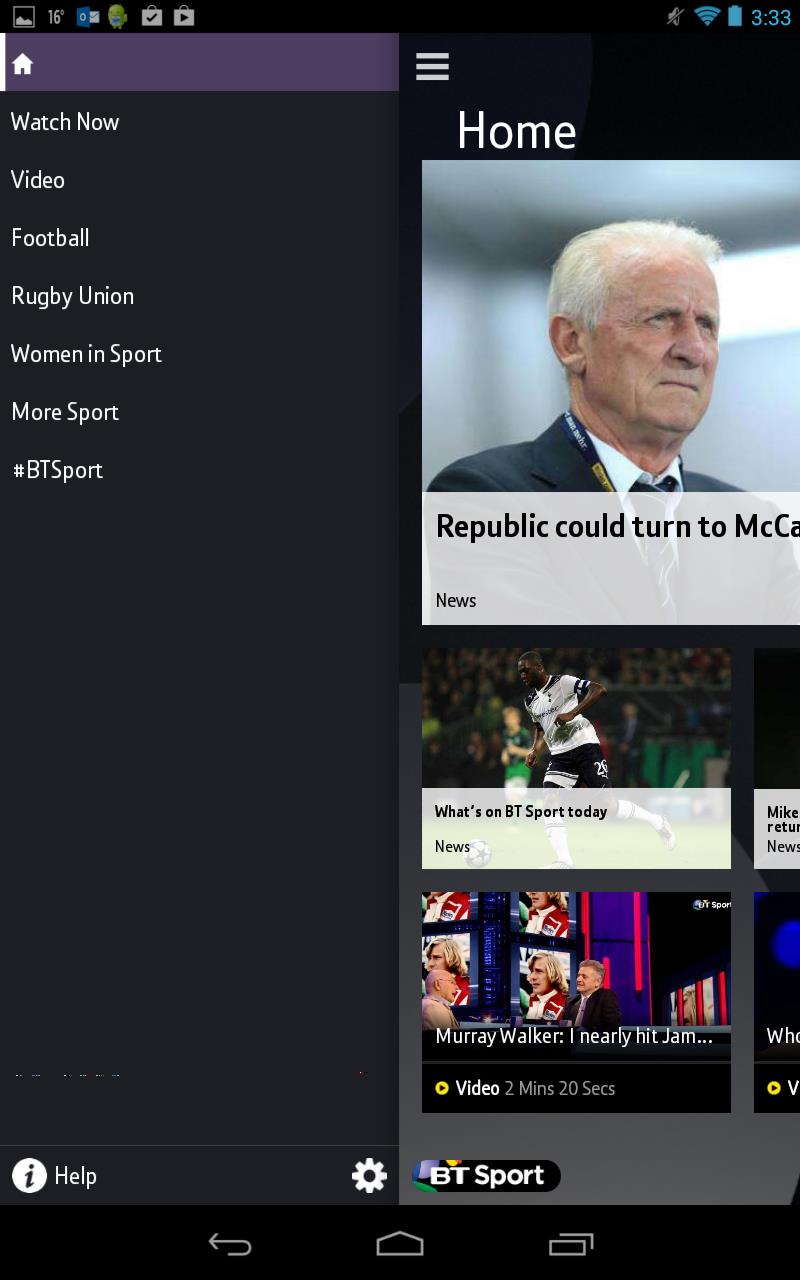 16°
3:33
Watch Now
Video
Football
Rugby Union
Women in Sport
More Sport
#BTSport
Help
Home
Republic could turn to McCa
News
What's on BT Sport today
News
Mike
retur
News
BT Sport
Murray Walker: I nearly hit Jam...
Video 2 Mins 20 Secs
Who
V
BT Sport